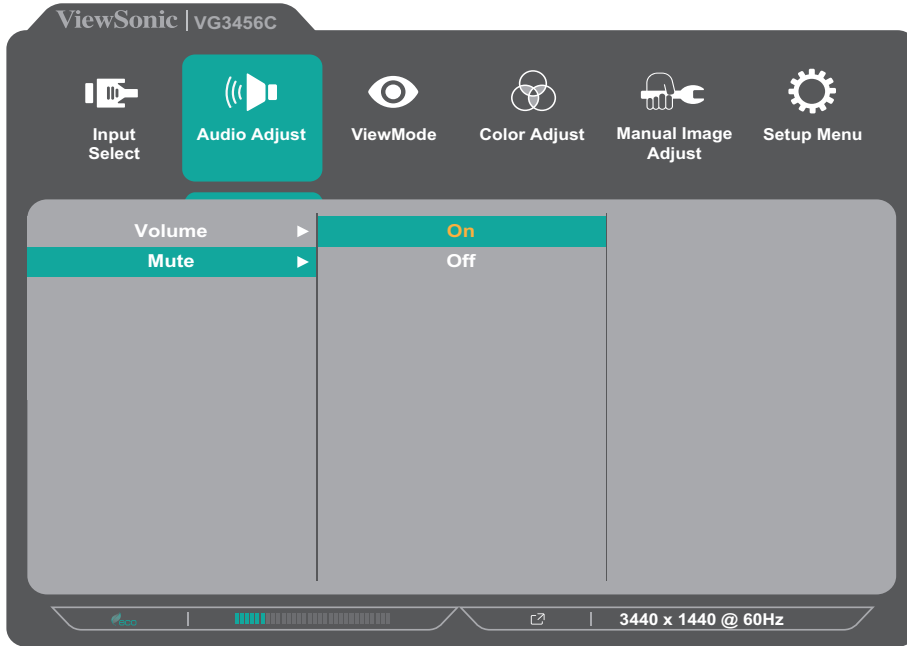 ViewSonic | VG3456C
Input Select
Audio Adjust
ViewMode
Color Adjust
Manual Image Adjust
Setup Menu
Volume
On
Mute
Off
eco
3440 x 1440 @ 60Hz